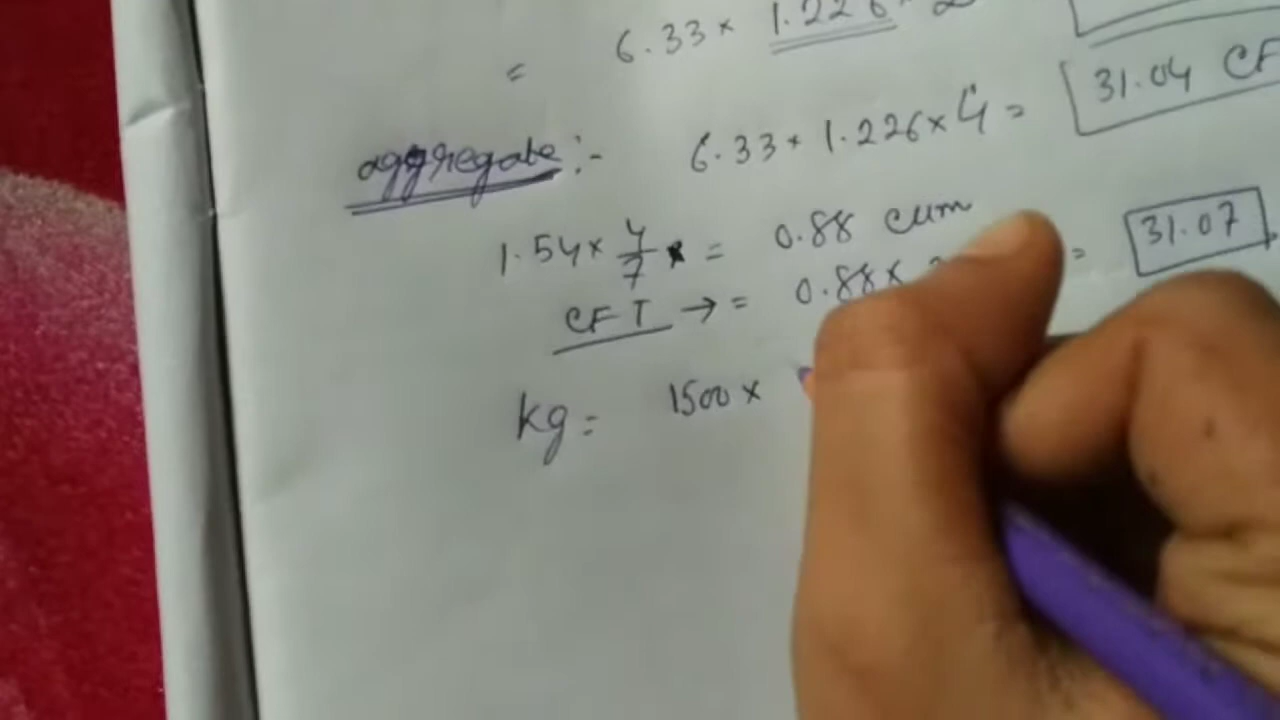 = 6.33 × 1.226
6.33 × 1.226 × 4 = 31.04 CF
aggregate :-
1.54 × 4/7 × = 0.88 cum
CFT → = 0.88 × = 31.07
kg = 1500 ×